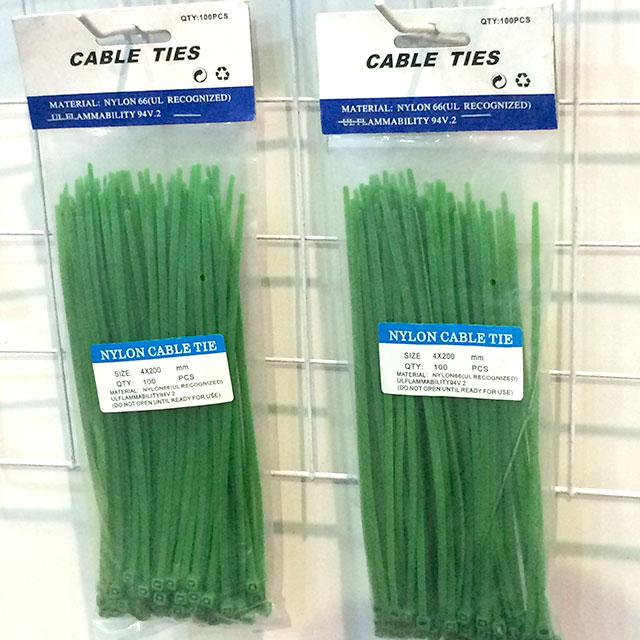 QTY:100PCS
CABLE TIES
MATERIAL: NYLON 66(UL RECOGNIZED)
UL FLAMMABILITY 94V.2
NYLON CABLE TIE
SIZE: 4X200 mm
QTY: 100 PCS
MATERIAL: NYLON66(UL RECOGNIZED)
ULFLAMMABILITY94V.2
(DO NOT OPEN UNTIL READY FOR USE)
QTY:100PCS
CABLE TIES
MATERIAL: NYLON 66(UL RECOGNIZED)
UL FLAMMABILITY 94V.2
NYLON CABLE TIE
SIZE: 4X200 mm
QTY: 100 PCS
MATERIAL: NYLON66(UL RECOGNIZED)
ULFLAMMABILITY94V.2
(DO NOT OPEN UNTIL READY FOR USE)